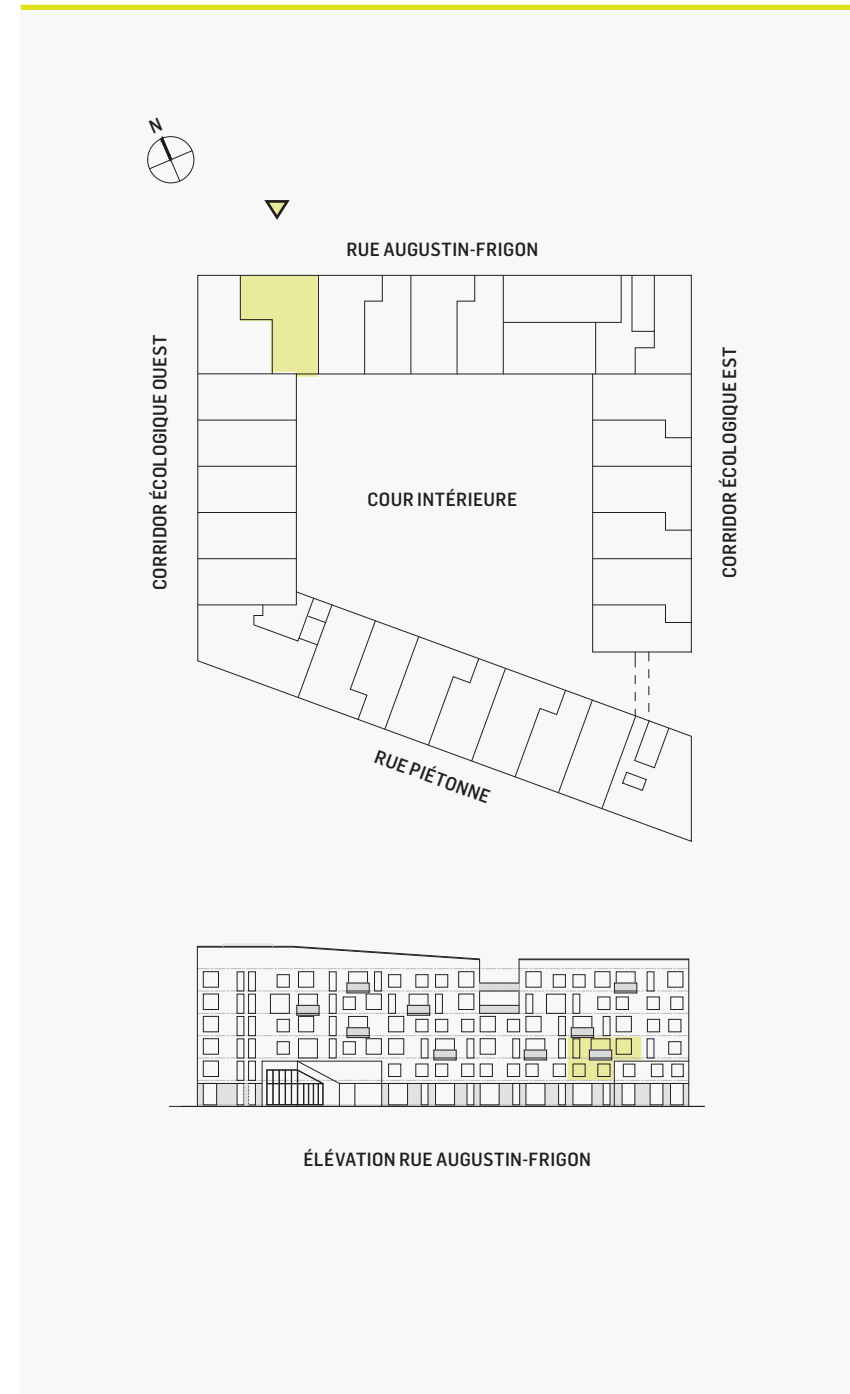 N
RUE AUGUSTIN-FRIGON
CORRIDOR ÉCOLOGIQUE OUEST
CORRIDOR ÉCOLOGIQUE EST
COUR INTÉRIEURE
RUE PIÉTONNE
ÉLÉVATION RUE AUGUSTIN-FRIGON